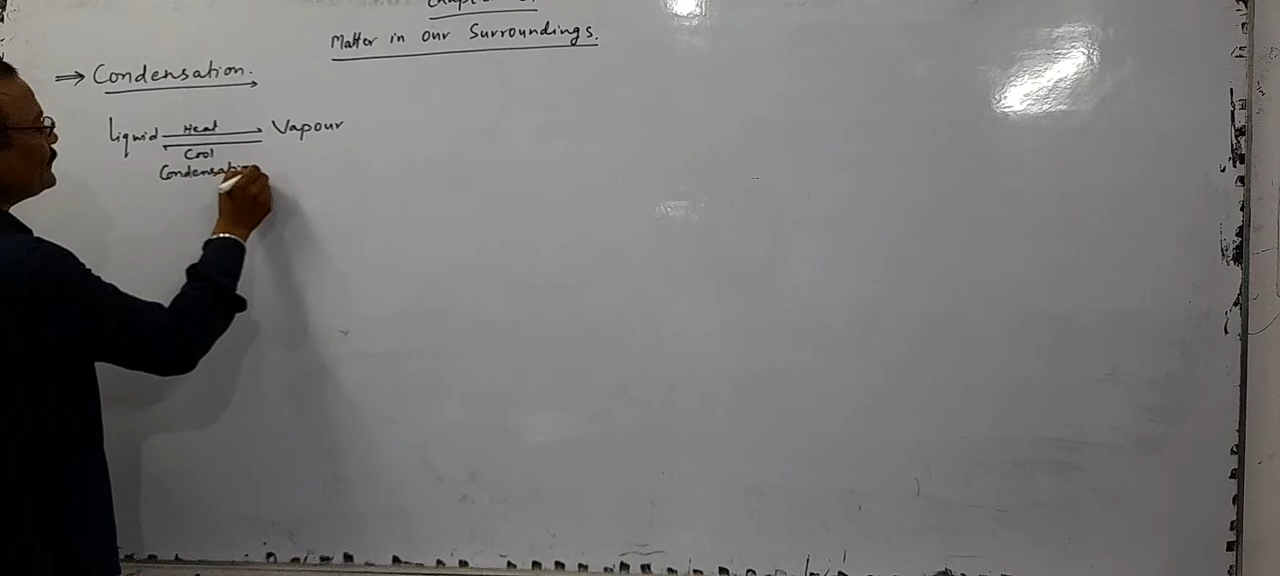 Matter in our Surroundings.
⇒ Condensation.
Liquid Heat Vapour
Cool
Condensation